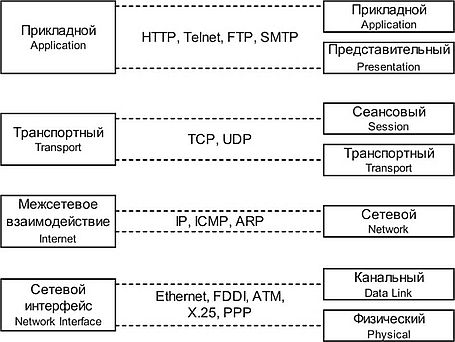 Прикладной
Application
HTTP, Telnet, FTP, SMTP
Прикладной
Application
Представительный
Presentation
Транспортный
Transport
TCP, UDP
Сеансовый
Session
Транспортный
Transport
Межсетевое
взаимодействие
Internet
IP, ICMP, ARP
Сетевой
Network
Сетевой
интерфейс
Network Interface
Ethernet, FDDI, ATM,
X.25, PPP
Канальный
Data Link
Физический
Physical